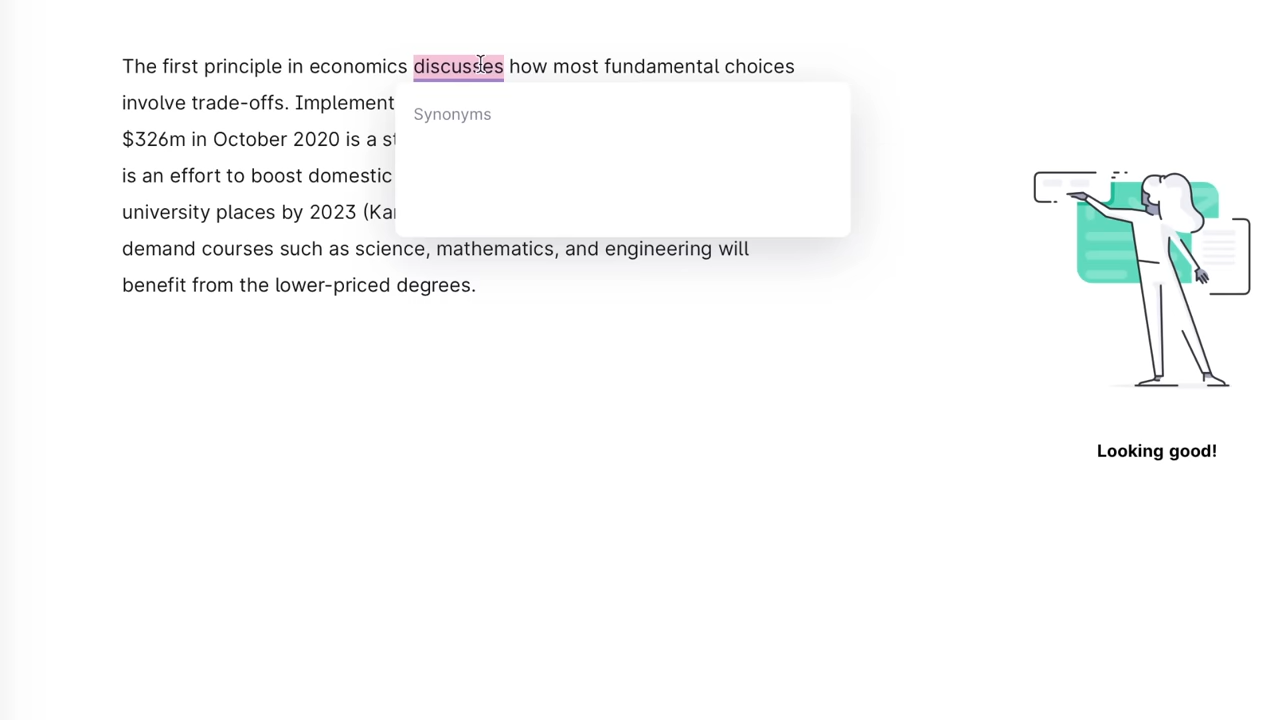 The first principle in economics discusses how most fundamental choices
involve trade-offs. Implement
Synonyms
$326m in October 2020 is a
is an effort to boost domestic
university places by 2023
demand courses such as science, mathematics, and engineering will
benefit from the lower-priced degrees.
Looking good!